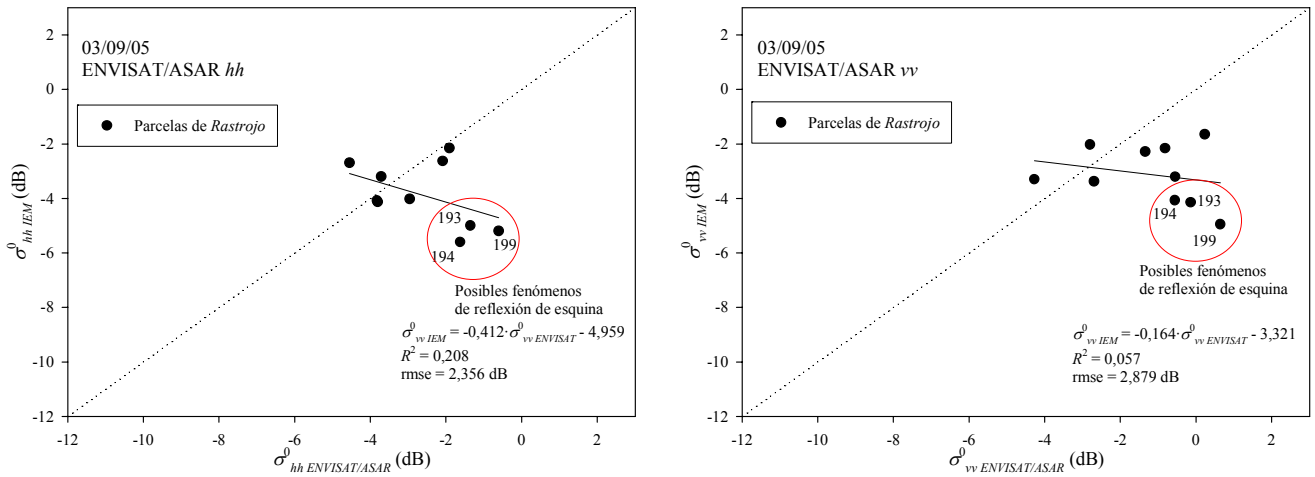 03/09/05
ENVISAT/ASAR hh
Parcelas de Rastrojo
2
0
-2
-4
-6
-8
-10
-12
σ⁰hh IEM (dB)
193
194
199
Posibles fenómenos
de reflexión de esquina
σ⁰vv IEM = -0,412·σ⁰vv ENVISAT - 4,959
R² = 0,208
rmse = 2,356 dB
-12 -10 -8 -6 -4 -2 0 2
σ⁰hh ENVISAT/ASAR (dB)
03/09/05
ENVISAT/ASAR vv
Parcelas de Rastrojo
2
0
-2
-4
-6
-8
-10
-12
σ⁰vv IEM (dB)
194
193
199
Posibles fenómenos
de reflexión de esquina
σ⁰vv IEM = -0,164·σ⁰vv ENVISAT - 3,321
R² = 0,057
rmse = 2,879 dB
-12 -10 -8 -6 -4 -2 0 2
σ⁰vv ENVISAT/ASAR (dB)